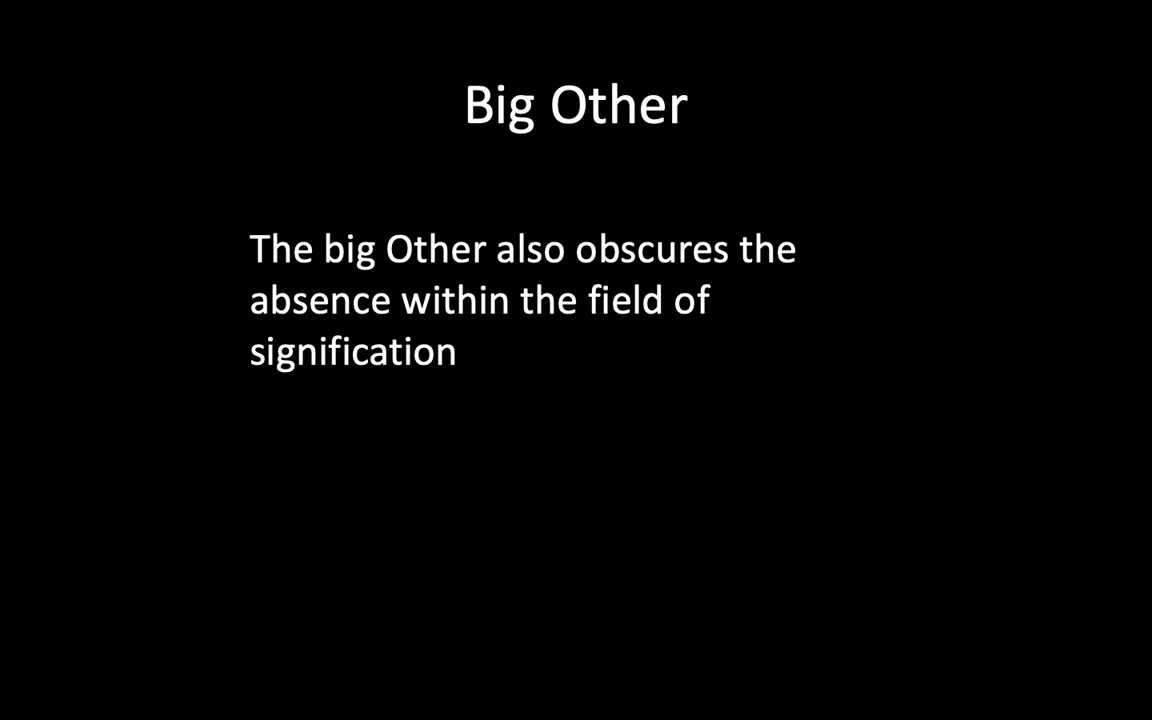 Big Other
The big Other also obscures the
absence within the field of
signification